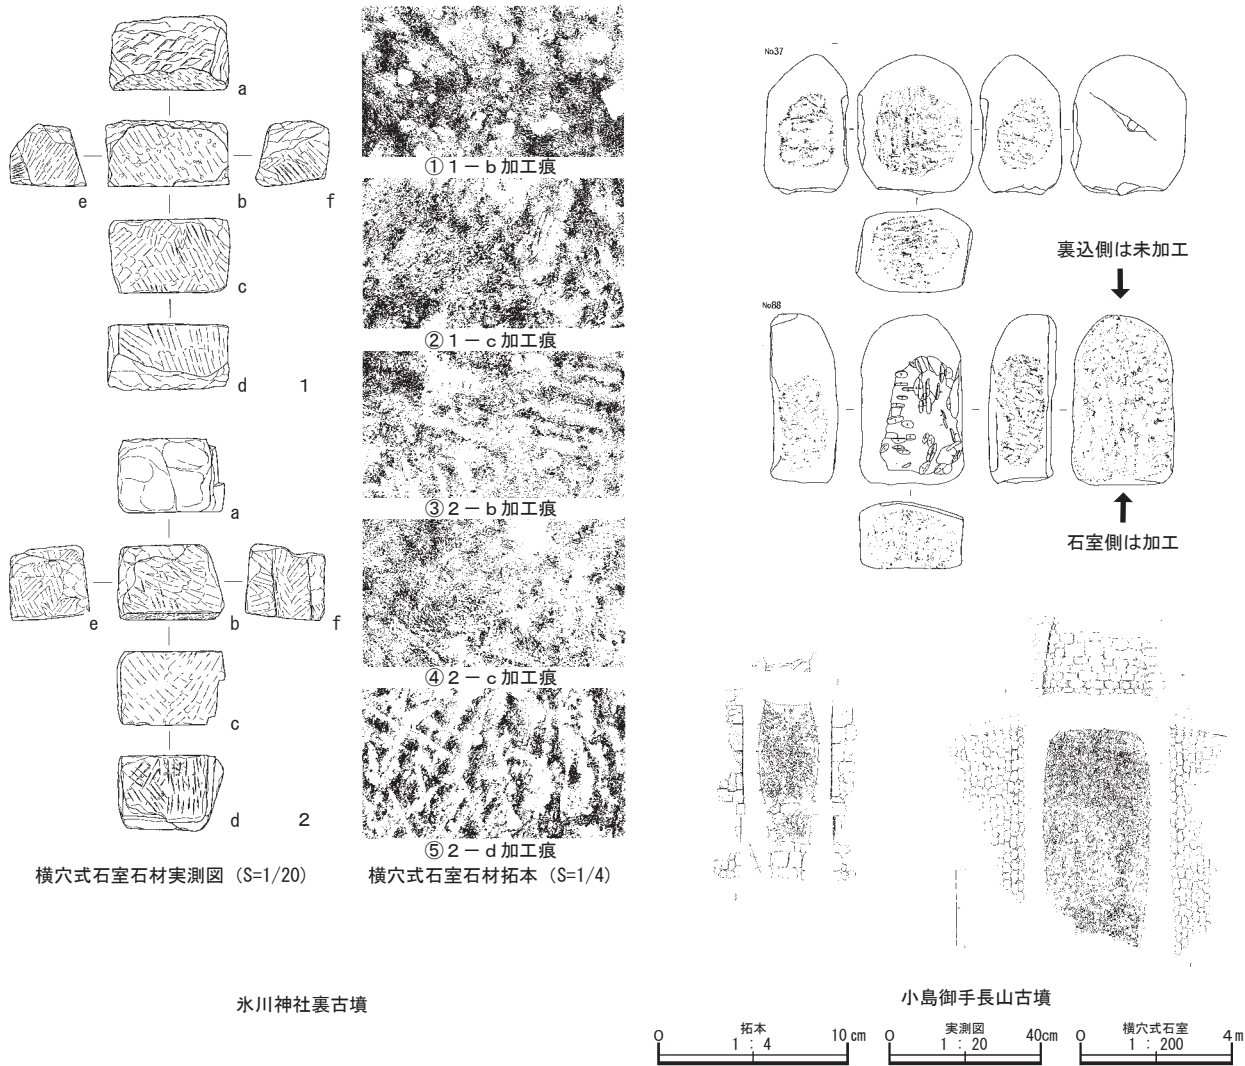 a
e
b
f
c
d
1
a
e
b
f
c
d
2
横穴式石室石材実測図（S=1/20）
①１－ｂ加工痕
②１－ｃ加工痕
③２－ｂ加工痕
④２－ｃ加工痕
⑤２－ｄ加工痕
横穴式石室石材拓本（S=1/4）
氷川神社裏古墳
No37
裏込側は未加工
No88
石室側は加工
小島御手長山古墳
0 拓本 10 cm
1 : 4
0 実測図 40cm
1 : 20
0 横穴式石室 4 m
1 : 200